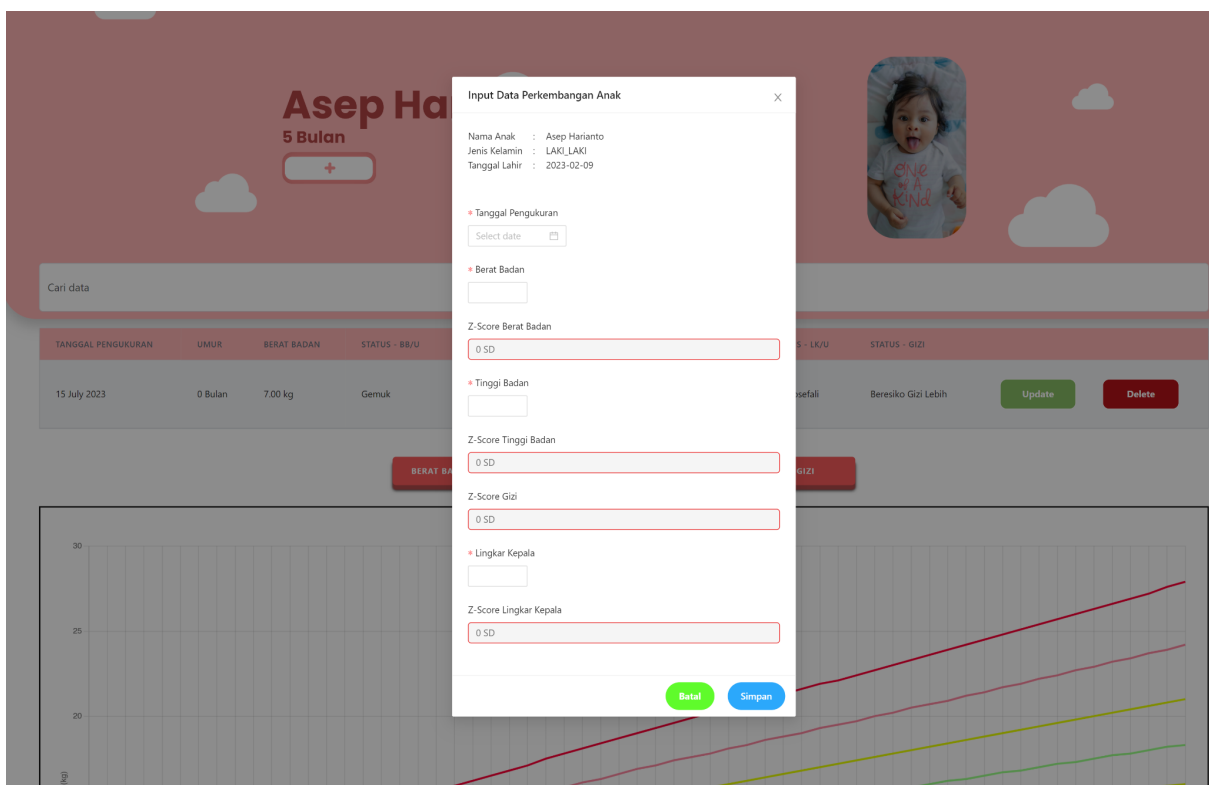 Asep Ha
5 Bulan
+
ONE
OF A
KIND
Cari data
TANGGAL PENGUKURAN UMUR BERAT BADAN STATUS - BB/U - LK/U STATUS - GIZI
15 July 2023 0 Bulan 7.00 kg Gemuk Beresiko Gizi Lebih Update Delete
BERAT BA GIZI
30
25
20
(kg)
Input Data Perkembangan Anak
Nama Anak : Asep Harianto
Jenis Kelamin : LAKI_LAKI
Tanggal Lahir : 2023-02-09
* Tanggal Pengukuran
Select date
* Berat Badan
Z-Score Berat Badan
0 SD
* Tinggi Badan
Z-Score Tinggi Badan
0 SD
Z-Score Gizi
0 SD
* Lingkar Kepala
Z-Score Lingkar Kepala
0 SD
Batal Simpan